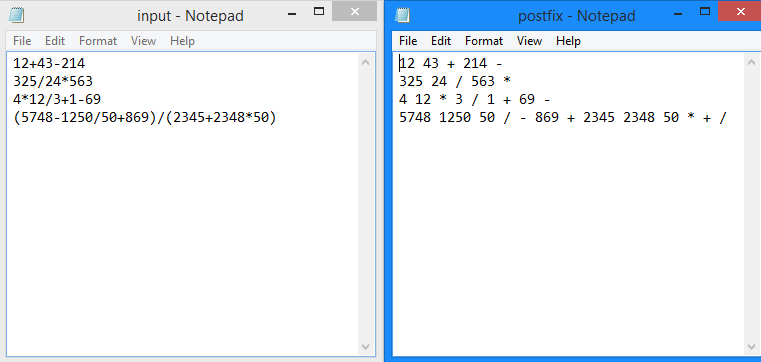 input - Notepad
File Edit Format View Help
12+43-214
325/24*563
4*12/3+1-69
(5748-1250/50+869)/(2345+2348*50)
postfix - Notepad
File Edit Format View Help
12 43 + 214 -
325 24 / 563 *
4 12 * 3 / 1 + 69 -
5748 1250 50 / - 869 + 2345 2348 50 * + /